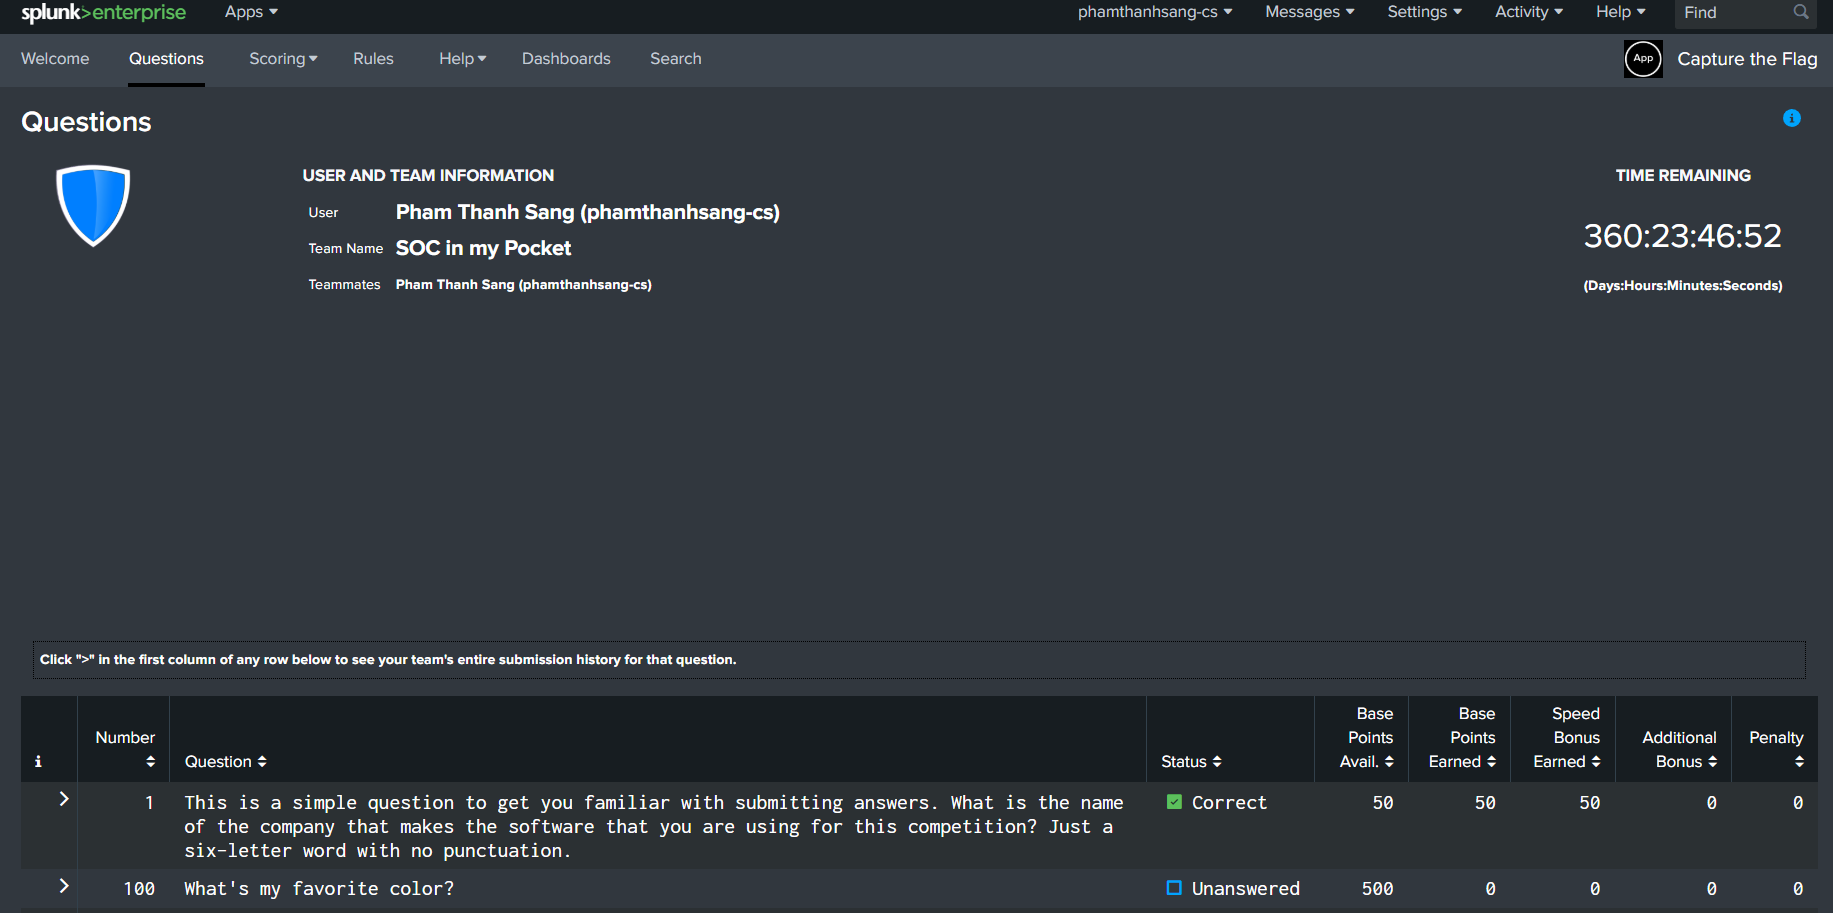 splunk>enterprise Apps phamthanhsang-cs Messages Settings Activity Help Find
Welcome Questions Scoring Rules Help Dashboards Search App Capture the Flag
Questions
USER AND TEAM INFORMATION
User Pham Thanh Sang (phamthanhsang-cs)
Team Name SOC in my Pocket
Teammates Pham Thanh Sang (phamthanhsang-cs)
TIME REMAINING
360:23:46:52
(Days:Hours:Minutes:Seconds)
Click ">" in the first column of any row below to see your team's entire submission history for that question.
i Number Question Status Base Points Avail. Base Points Earned Speed Bonus Earned Additional Bonus Penalty
1 This is a simple question to get you familiar with submitting answers. What is the name Correct 50 50 50 0 0
of the company that makes the software that you are using for this competition? Just a
six-letter word with no punctuation.
100 What's my favorite color? Unanswered 500 0 0 0 0